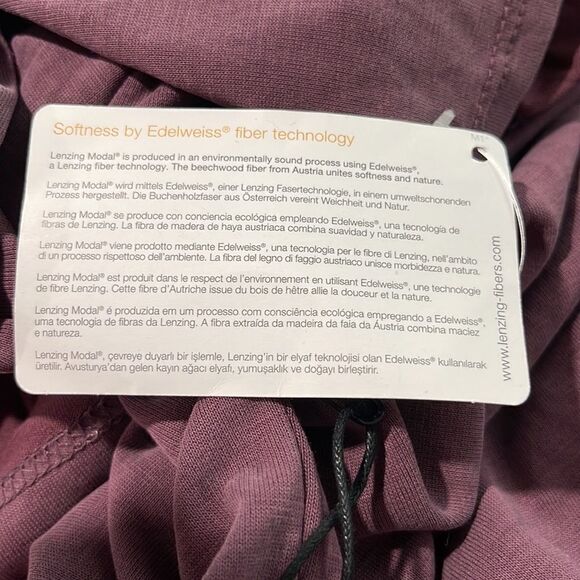 Softness by Edelweiss® fiber technology
M1
Lenzing Modal® is produced in an environmentally sound process using Edelweiss®,
a Lenzing fiber technology. The beechwood fiber from Austria unites softness and nature.
Lenzing Modal® wird mittels Edelweiss®, einer Lenzing Fasertechnologie, in einem umweltschonenden
Prozess hergestellt. Die Buchenholzfaser aus Österreich vereint Weichheit und Natur.
Lenzing Modal® se produce con conciencia ecológica empleando Edelweiss®, una tecnología de
fibras de Lenzing. La fibra de madera de haya austriaca combina suavidad y naturaleza.
Lenzing Modal® viene prodotto mediante Edelweiss®, una tecnologia per le fibre di Lenzing, nell'ambito
di un processo rispettoso dell'ambiente. La fibra del legno di faggio austriaco unisce morbidezza e natura.
Lenzing Modal® est produit dans le respect de l'environnement en utilisant Edelweiss®, une technologie
de fibre Lenzing. Cette fibre d'Autriche issue du bois de hêtre allie la douceur et la nature.
Lenzing Modal® é produzida em um processo com consciência ecológica empregando a Edelweiss®,
uma tecnologia de fibras da Lenzing. A fibra extraída da madeira da faia da Áustria combina maciez
e natureza.
Lenzing Modal®, çevreye duyarlı bir işlemle, Lenzing'in bir elyaf teknolojisi olan Edelweiss® kullanılarak
üretilir. Avusturya'dan gelen kayın ağacı elyafı, yumuşaklık ve doğayı birleştirir.
www.lenzing-fibers.com